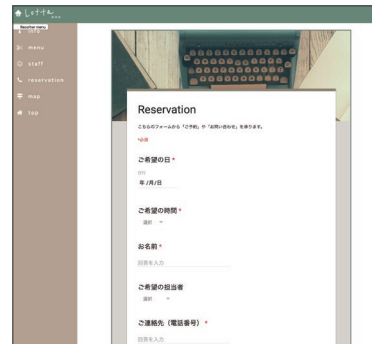 Lotta...
info
menu
staff
reservation
map
top
Reservation
こちらのフォームから「ご予約」や「お問い合わせ」を承ります。
*必須
ご希望の日 *
日付
年 /月/日
ご希望の時間 *
選択
お名前 *
回答を入力
ご希望の担当者
選択
ご連絡先（電話番号） *
回答を入力